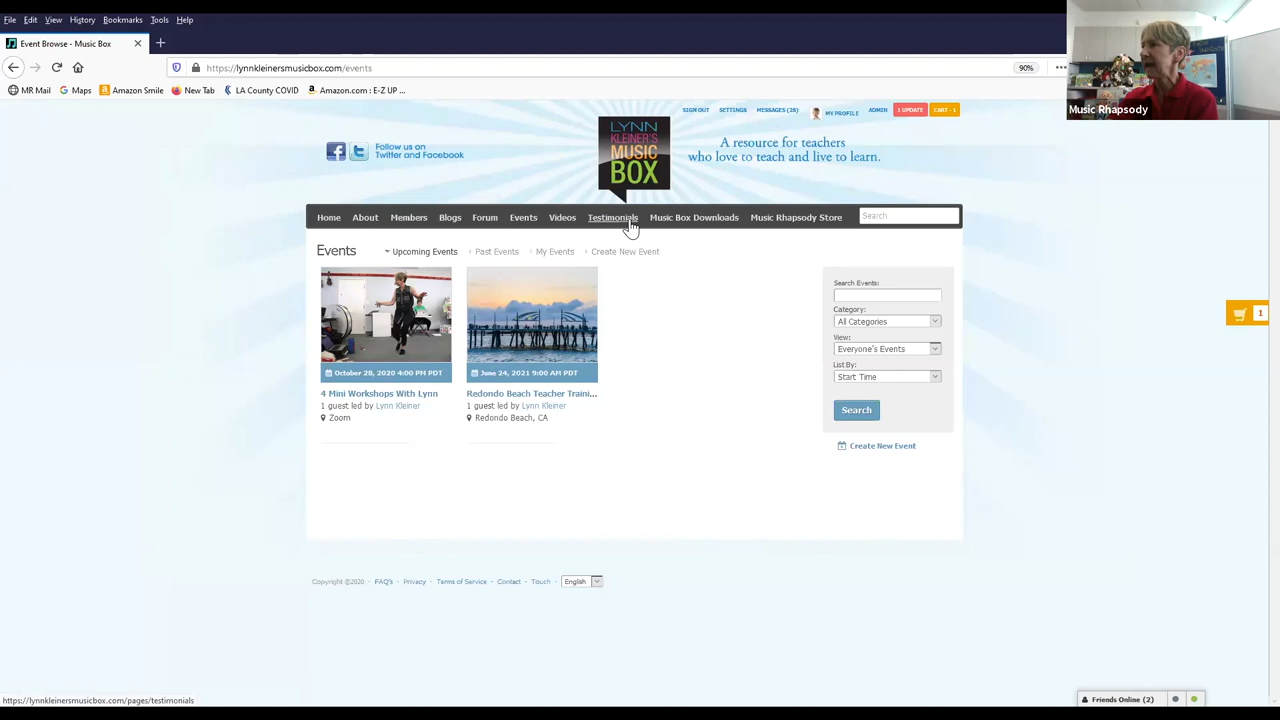 File Edit View History Bookmarks Tools Help
Event Browse - Music Box
https://lynnkleinersmusicbox.com/events
90%
MR Mail Maps Amazon Smile New Tab LA County COVID Amazon.com : E-Z UP ...
Music Rhapsody
SIGN OUT SETTINGS MESSAGES (28) MY PROFILE ADMIN 1 UPDATE CART - 1
Follow us on
Twitter and Facebook
LYNN
KLEINER'S
MUSIC
BOX
A resource for teachers
who love to teach and live to learn.
Home About Members Blogs Forum Events Videos Testimonials Music Box Downloads Music Rhapsody Store Search
Events Upcoming Events Past Events My Events Create New Event
October 28, 2020 4:00 PM PDT
4 Mini Workshops With Lynn
1 guest led by Lynn Kleiner
Zoom
June 24, 2021 9:00 AM PDT
Redondo Beach Teacher Traini...
1 guest led by Lynn Kleiner
Redondo Beach, CA
Search Events:
Category:
All Categories
View:
Everyone's Events
List By:
Start Time
Search
Create New Event
1
Copyright ©2020 - FAQ's - Privacy - Terms of Service - Contact - Touch - English
https://lynnkleinersmusicbox.com/pages/testimonials
Friends Online (2)